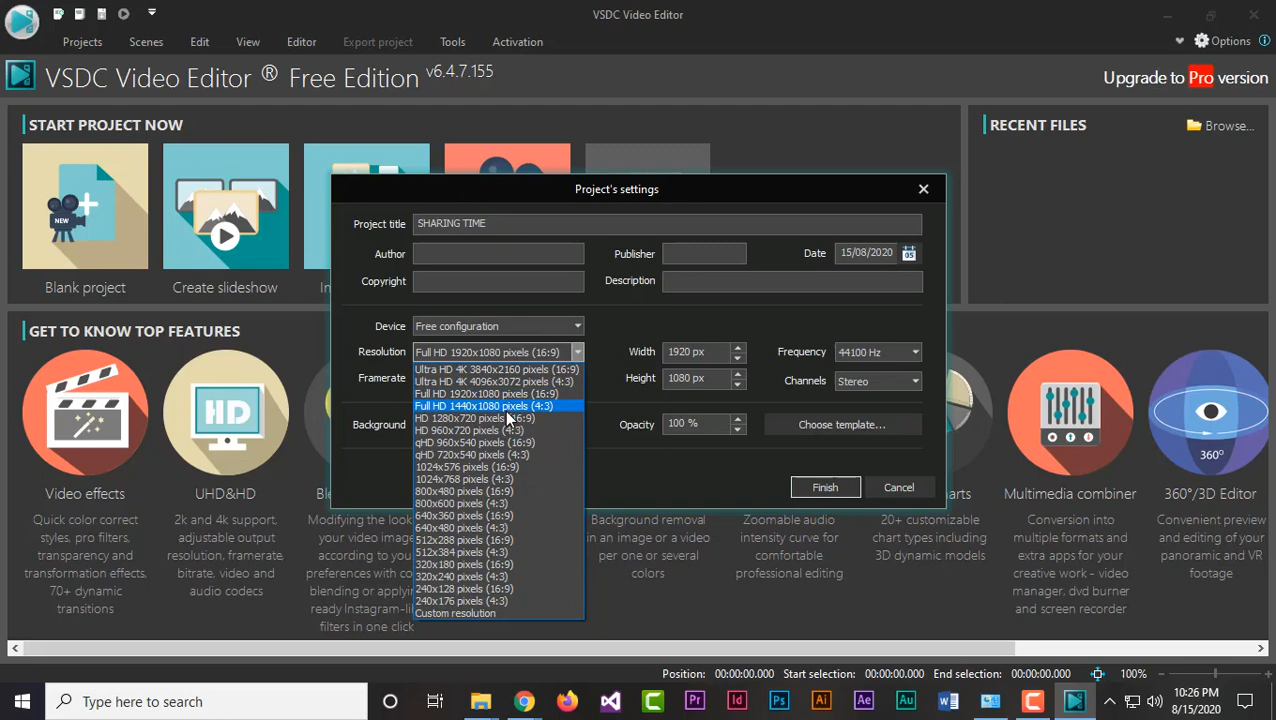 VSDC Video Editor
Projects
Scenes
Edit
View
Editor
Export project
Tools
Activation
Options
VSDC Video Editor ® Free Edition v6.4.7.155
Upgrade to Pro version
START PROJECT NOW
RECENT FILES
Browse...
NEW
Blank project
Create slideshow
Project's settings
Project title
SHARING TIME
Author
Publisher
Date
15/08/2020
05
Copyright
Description
Device
Free configuration
Resolution
Full HD 1920x1080 pixels (16:9)
Width
1920 px
Frequency
44100 Hz
Framerate
Height
1080 px
Channels
Stereo
Background
Opacity
100 %
Choose template...
Finish
Cancel
Ultra HD 4K 3840x2160 pixels (16:9)
Ultra HD 4K 4096x3072 pixels (4:3)
Full HD 1920x1080 pixels (16:9)
Full HD 1440x1080 pixels (4:3)
HD 1280x720 pixels (16:9)
HD 960x720 pixels (4:3)
qHD 960x540 pixels (16:9)
qHD 720x540 pixels (4:3)
1024x576 pixels (16:9)
1024x768 pixels (4:3)
800x480 pixels (16:9)
800x600 pixels (4:3)
640x360 pixels (16:9)
640x480 pixels (4:3)
512x288 pixels (16:9)
512x384 pixels (4:3)
320x180 pixels (16:9)
320x240 pixels (4:3)
240x128 pixels (16:9)
240x176 pixels (4:3)
Custom resolution
GET TO KNOW TOP FEATURES
HD
360°
Video effects
Quick color correct
styles, pro filters,
transparency and
transformation effects,
70+ dynamic
transitions
UHD&HD
2k and 4k support,
adjustable output
resolution, framerate,
bitrate, video and
audio codecs
Modifying the look
your video image
according to you
preferences with co
blending or applyin
ready Instagram-li
filters in one click
Background removal
in an image or a video
per one or several
colors
Zoomable audio
intensity curve for
comfortable
professional editing
charts
20+ customizable
chart types including
3D dynamic models
Multimedia combiner
Conversion into
multiple formats and
extra apps for your
creative work - video
manager, dvd burner
and screen recorder
360°/3D Editor
Convenient preview
and editing of your
panoramic and VR
footage
Position: 00:00:00.000
Start selection: 00:00:00.000
End selection: 00:00:00.000
100%
Type here to search
Pr
Id
Ps
Ai
Ae
Au
10:26 PM
8/15/2020